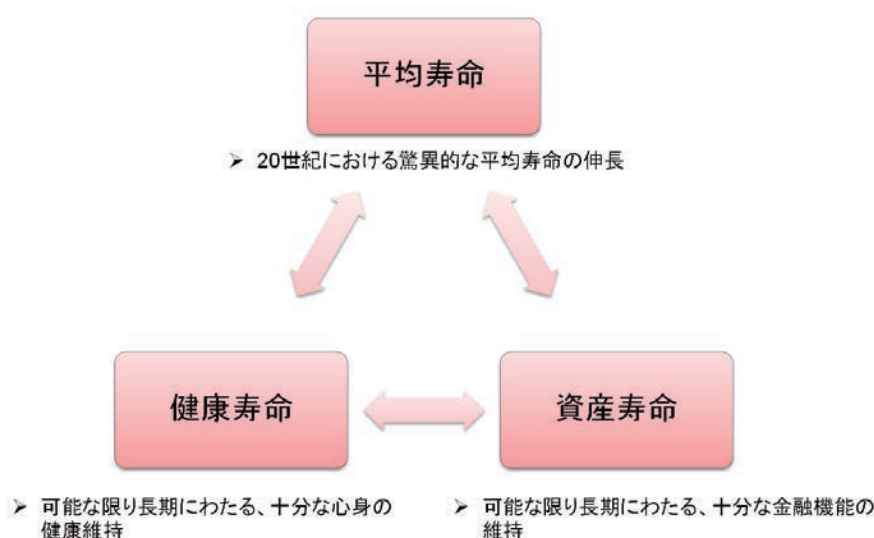 平均寿命
➢ 20世紀における驚異的な平均寿命の伸長
健康寿命
資産寿命
➢ 可能な限り長期にわたる、十分な心身の
健康維持
➢ 可能な限り長期にわたる、十分な金融機能の
維持